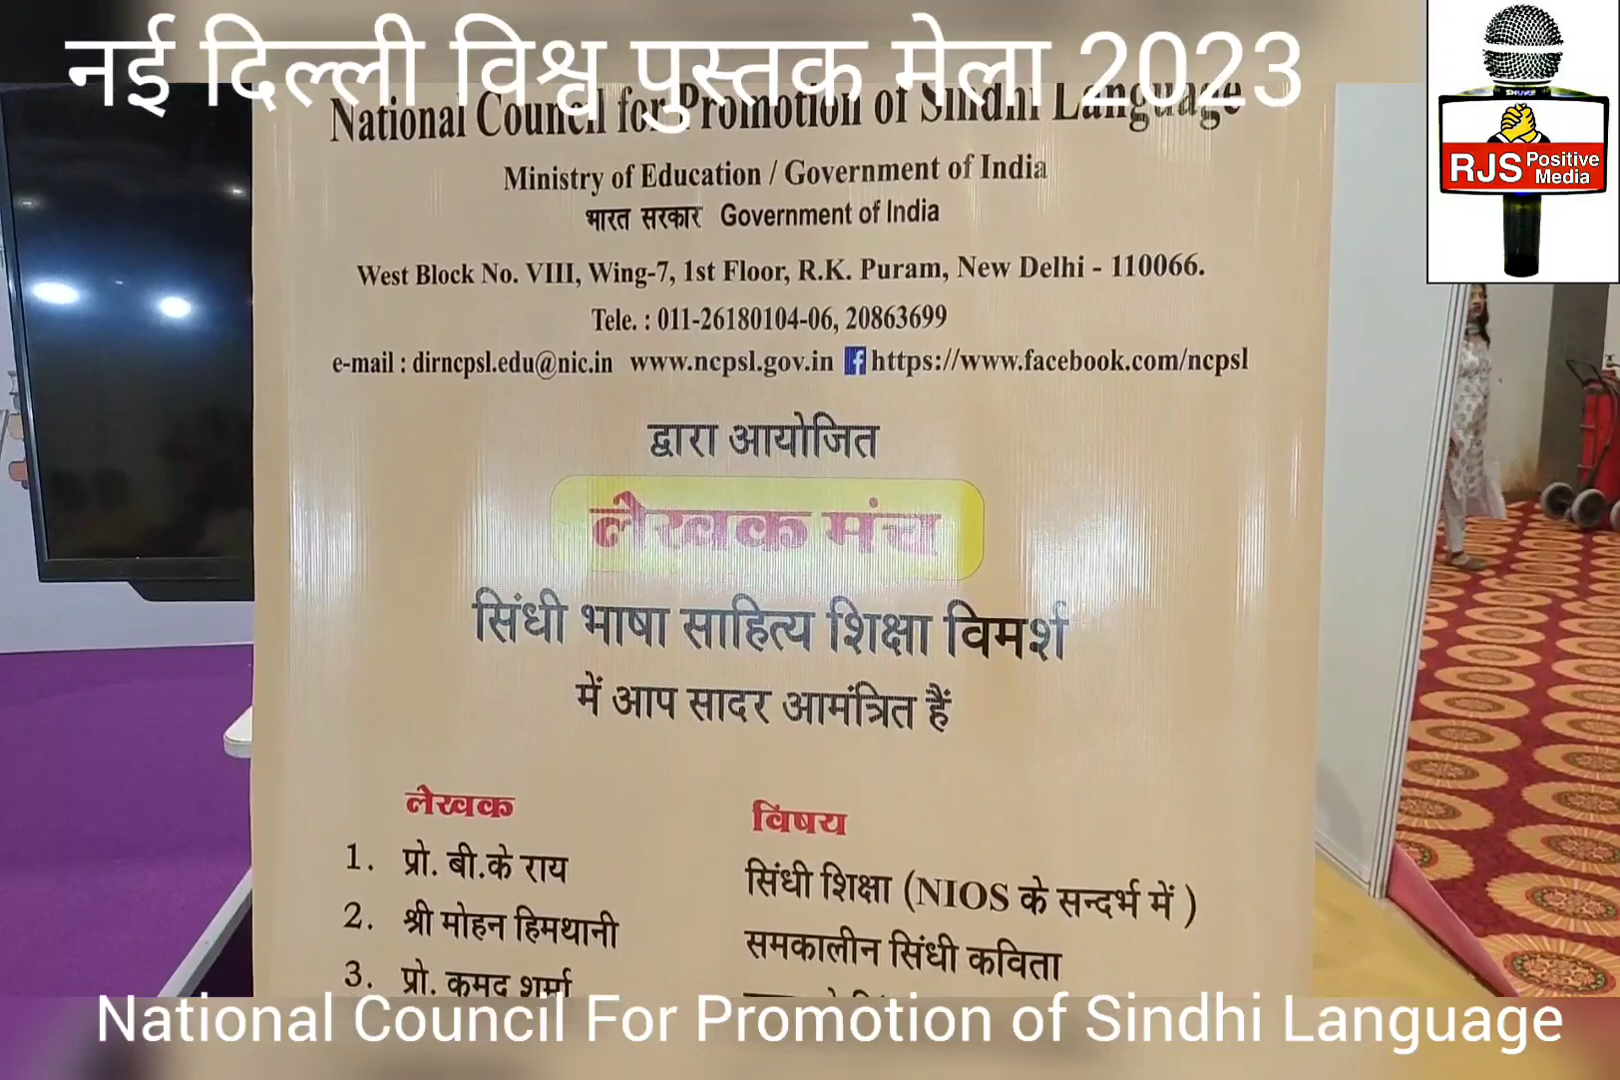 नई दिल्ली विश्व पुस्तक मेला 2023
National Council for Promotion of Sindhi Language
Ministry of Education / Government of India
भारत सरकार Government of India
West Block No. VIII, Wing-7, 1st Floor, R.K. Puram, New Delhi - 110066.
Tele. : 011-26180104-06, 20863699
e-mail : dirncpsl.edu@nic.in www.ncpsl.gov.in f https://www.facebook.com/ncpsl
द्वारा आयोजित
लेखक मंच
सिंधी भाषा साहित्य शिक्षा विमर्श
में आप सादर आमंत्रित हैं
लेखक विषय
1. प्रो. बी.के राय सिंधी शिक्षा (NIOS के सन्दर्भ में )
2. श्री मोहन हिमथानी समकालीन सिंधी कविता
3. प्रो. कुमुद शर्मा
National Council For Promotion of Sindhi Language
RJS Positive Media